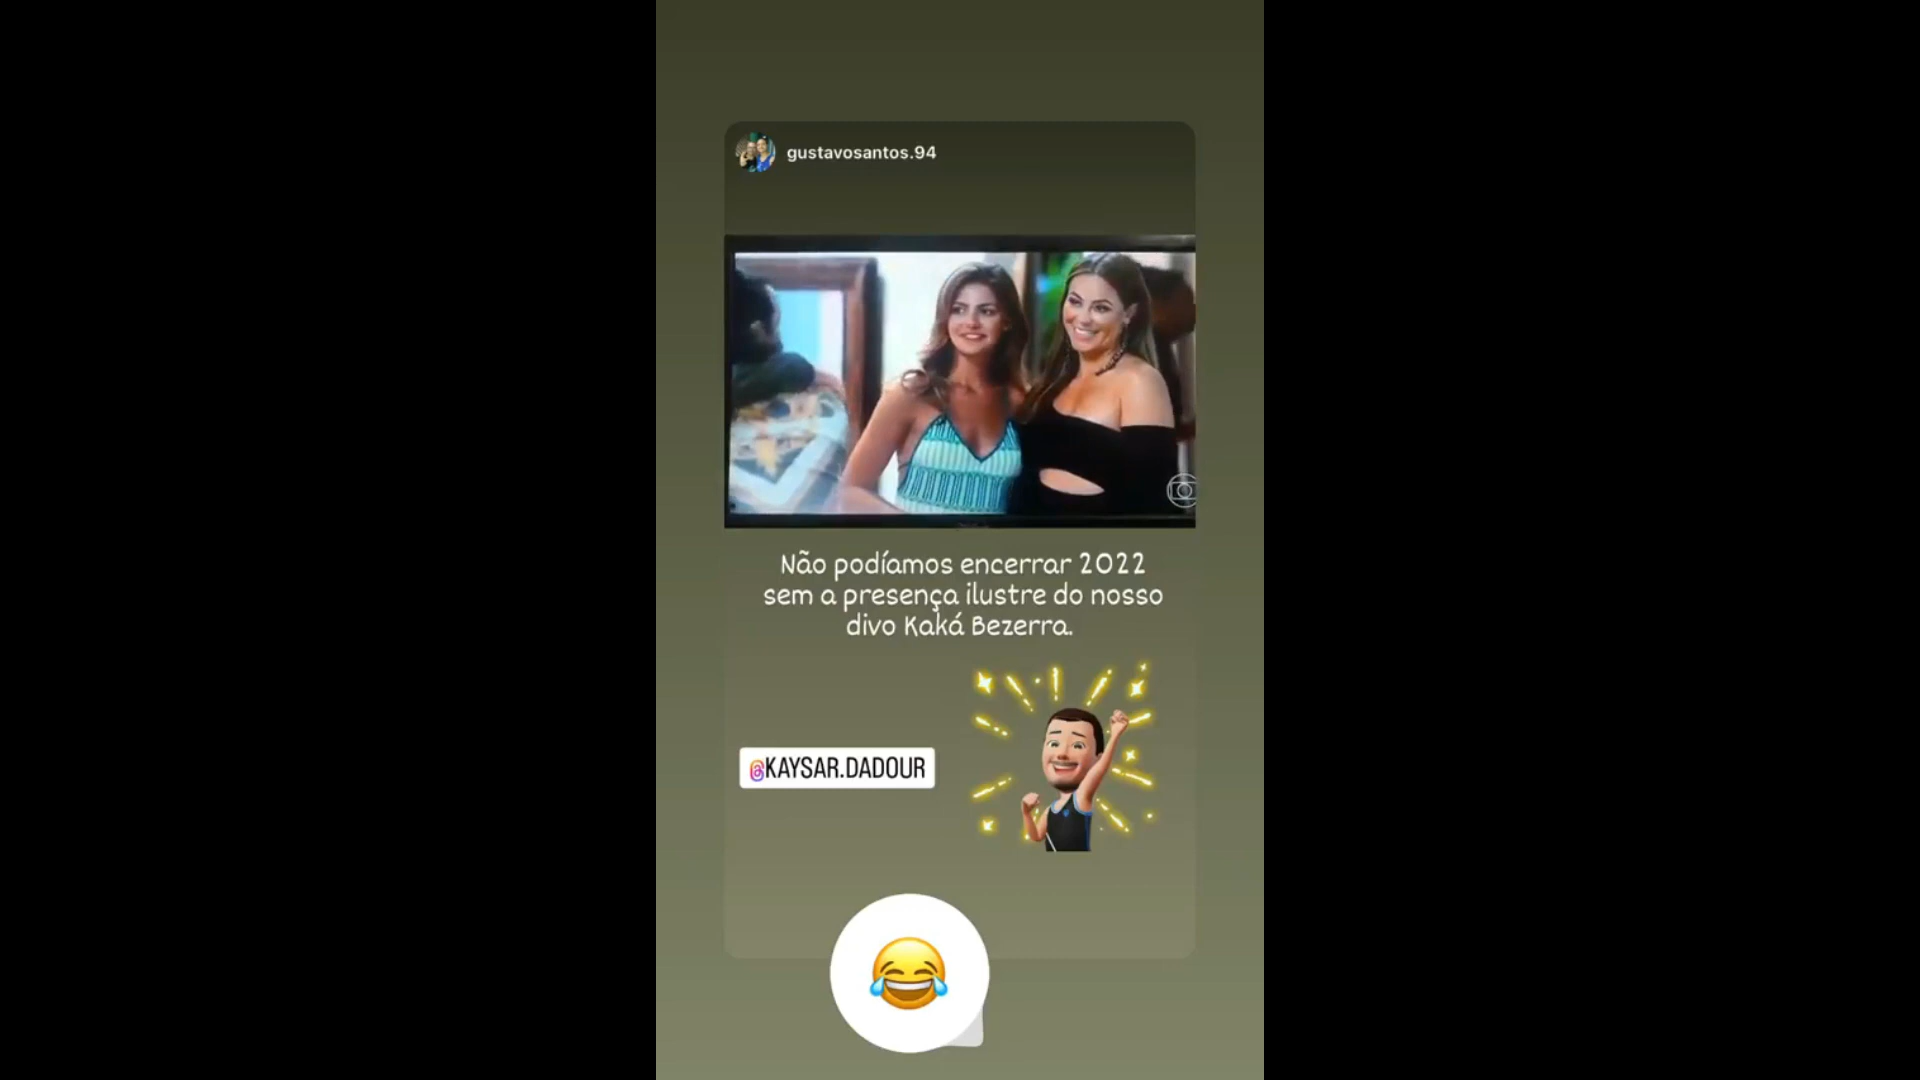 gustavosantos.94
Não podíamos encerrar 2022
sem a presença ilustre do nosso
divo Kaká Bezerra.
@KAYSAR.DADOUR